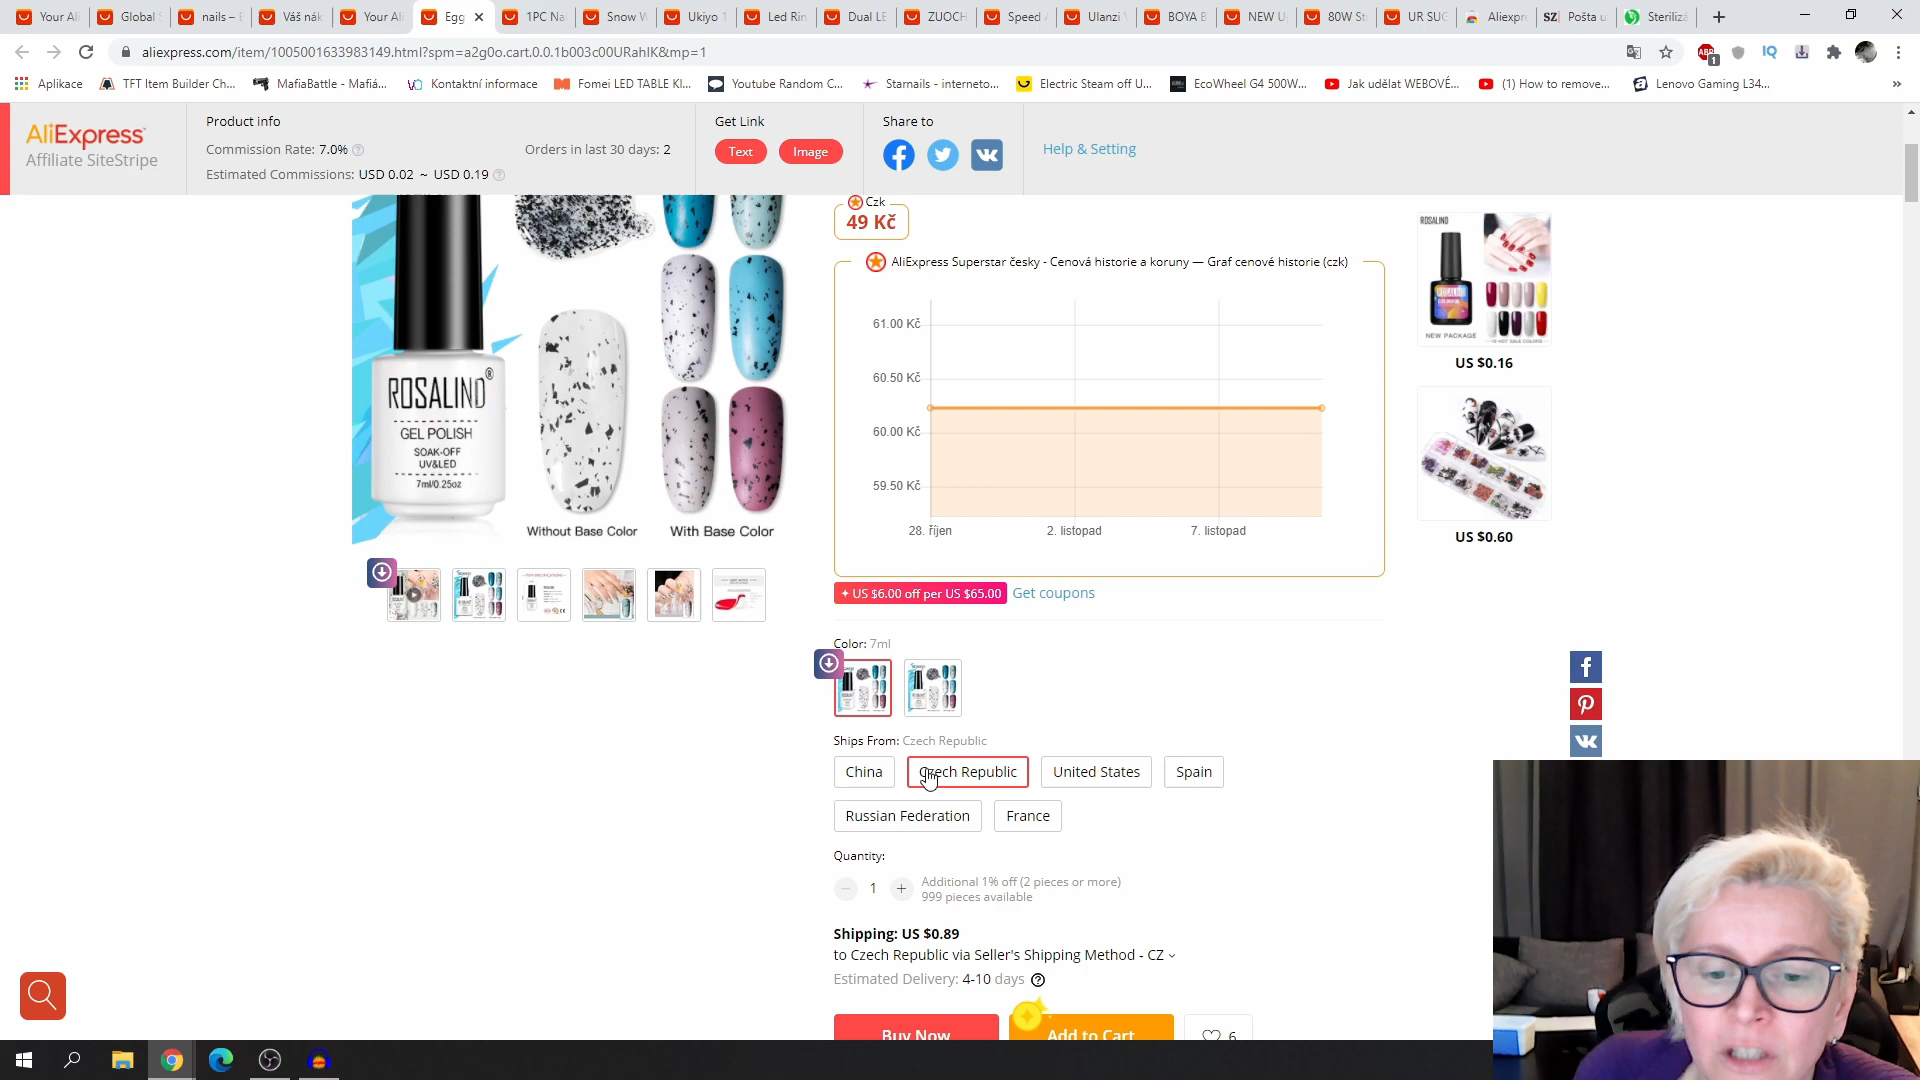 Your Ali
Global S
nails – E
Váš nák
Your Ali
Egg
1PC Na
Snow W
Ukiyo T
Led Rin
Dual LE
ZUOCH
Speed A
Ulanzi V
BOYA B
NEW U
80W St
UR SUG
Aliexpre
SZ Pošta u
Sterilizá
aliexpress.com/item/1005001633983149.html?spm=a2g0o.cart.0.0.1b003c00URahlK&mp=1
ABP
1
IQ
Aplikace
TFT Item Builder Ch...
MafiaBattle - Mafiá...
Kontaktní informace
Fomei LED TABLE KI...
Youtube Random C...
Starnails - interneto...
Electric Steam off U...
EcoWheel G4 500W...
Jak udělat WEBOVÉ...
(1) How to remove...
Lenovo Gaming L34...
»
AliExpress
Affiliate SiteStripe
Product info
Commission Rate: 7.0%
Orders in last 30 days: 2
Estimated Commissions: USD 0.02 ~ USD 0.19
Get Link
Text
Image
Share to
Help & Setting
Czk
49 Kč
AliExpress Superstar česky - Cenová historie a koruny — Graf cenové historie (czk)
61.00 Kč
60.50 Kč
60.00 Kč
59.50 Kč
28. říjen
2. listopad
7. listopad
ROSALIND®
GEL POLISH
SOAK-OFF
UV&LED
7ml/0.25oz
Without Base Color
With Base Color
ROSALIND
NEW PACKAGE
US $0.16
US $0.60
US $6.00 off per US $65.00
Get coupons
Color: 7ml
Ships From: Czech Republic
China
Czech Republic
United States
Spain
Russian Federation
France
Quantity:
1
Additional 1% off (2 pieces or more)
999 pieces available
Shipping: US $0.89
to Czech Republic via Seller's Shipping Method - CZ
Estimated Delivery: 4-10 days
Buy Now
Add to Cart
6